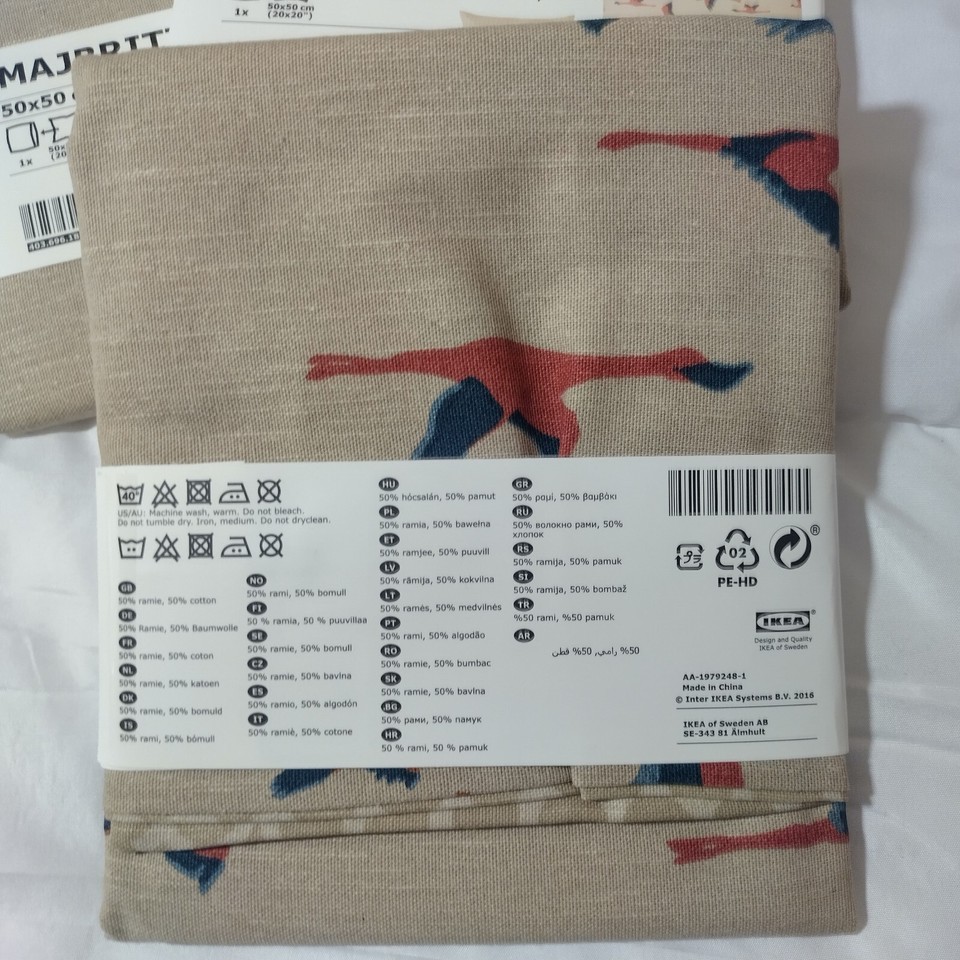 1x
50x50 cm
(20x20")
MAJBRIT
50x50
1x
50x
(20
403.696.18
40°
US/AU: Machine wash, warm. Do not bleach.
Do not tumble dry. Iron, medium. Do not dryclean.
GB
50% ramie, 50% cotton
DE
50% Ramie, 50% Baumwolle
FR
50% ramie, 50% coton
NL
50% ramie, 50% katoen
DK
50% ramie, 50% bomuld
IS
50% rami, 50% bómull
NO
50% rami, 50% bomull
FI
50 % ramia, 50 % puuvillaa
SE
50% ramie, 50% bomull
CZ
50% ramie, 50% bavlna
ES
50% ramio, 50% algodón
IT
50% ramiè, 50% cotone
HU
50% hócsalán, 50% pamut
PL
50% ramia, 50% bawełna
ET
50% ramjee, 50% puuvill
LV
50% rāmija, 50% kokvilna
LT
50% ramės, 50% medvilnės
PT
50% rami, 50% algodão
RO
50% ramie, 50% bumbac
SK
50% ramie, 50% bavlna
BG
50% рами, 50% памук
HR
50 % rami, 50 % pamuk
GR
50% ραμί, 50% βαμβάκι
RU
50% волокно рами, 50%
хлопок
RS
50% ramija, 50% pamuk
SI
50% ramija, 50% bombaž
TR
%50 rami, %50 pamuk
AR
50% رامي, 50% قطن
プラ
02
PE-HD
®
IKEA®
Design and Quality
IKEA of Sweden
AA-1979248-1
Made in China
© Inter IKEA Systems B.V. 2016
IKEA of Sweden AB
SE-343 81 Älmhult